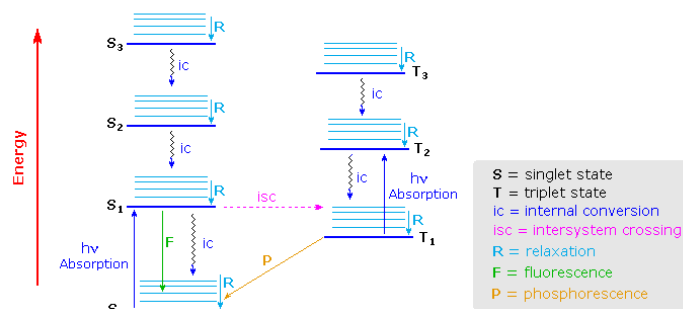 Energy
S3
R
ic
S2
R
ic
S1
R
isc
hν
Absorption
F
ic
R
S
P
T3
R
ic
T2
R
ic
hν
Absorption
R
T1
S = singlet state
T = triplet state
ic = internal conversion
isc = intersystem crossing
R = relaxation
F = fluorescence
P = phosphorescence